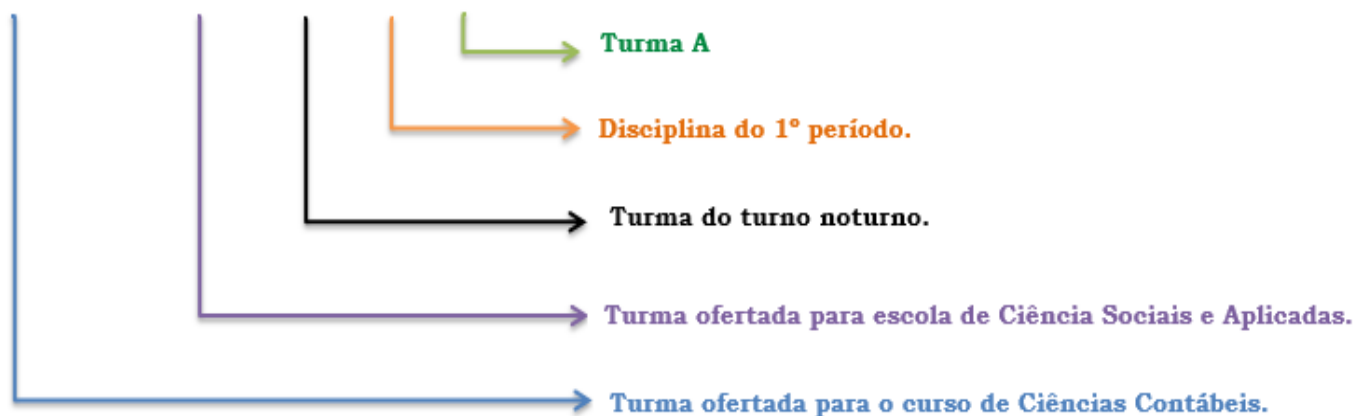 Turma A
Disciplina do 1º período.
Turma do turno noturno.
Turma ofertada para escola de Ciência Sociais e Aplicadas.
Turma ofertada para o curso de Ciências Contábeis.